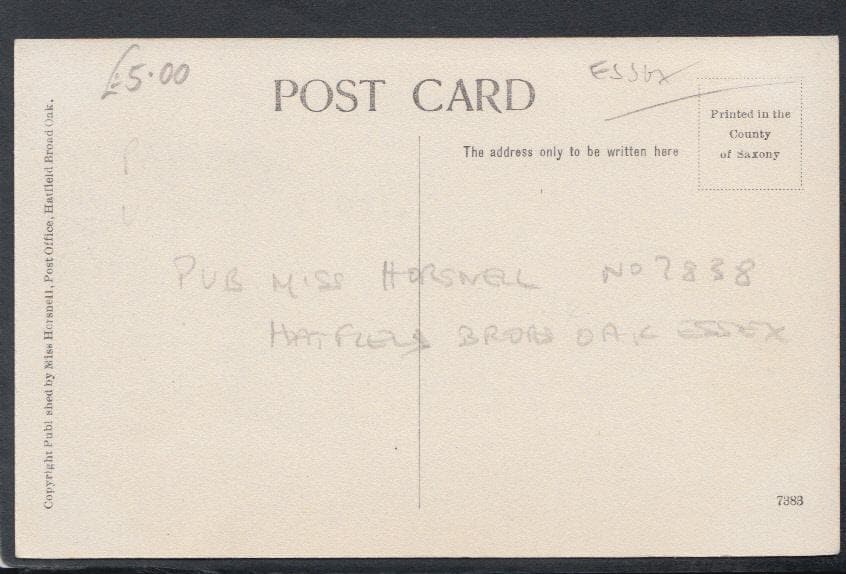 £5.00
ESSEX
POST CARD
Printed in the
County
of Saxony
The address only to be written here
Copyright Publ shed by Miss Horsnell, Post Office, Hatfield Broad Oak.
P
U
PUB MISS HORSNELL NO 7838
HATFIELD BROAD OAK ESSEX
7383